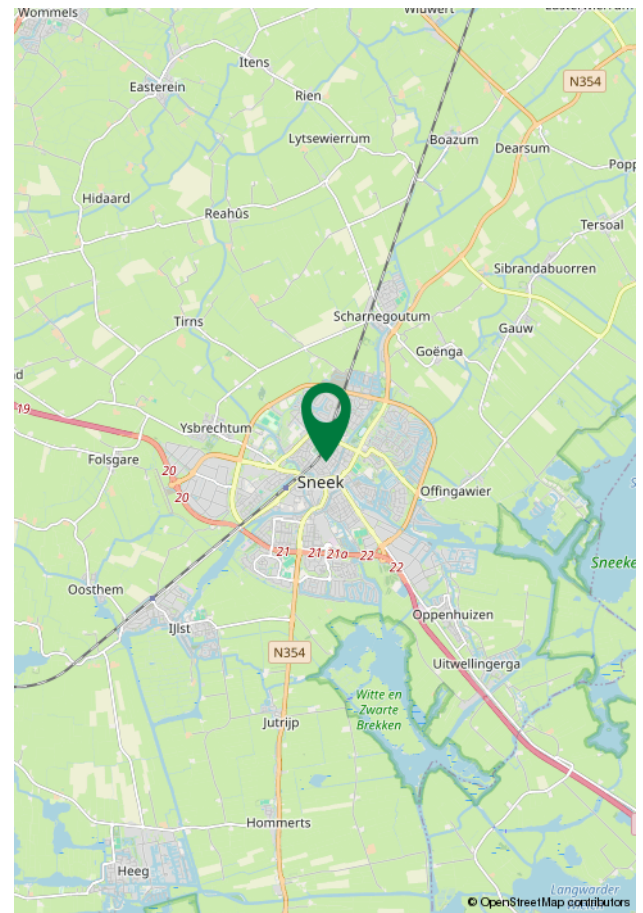 Wommels
Itens
N354
Easterein
Rien
Lytsewierrum
Boazum
Dearsum
Hidaard
Reahûs
Tersoal
Sibrandabuorren
Scharnegoutum
Tirns
Gauw
Goënga
19
Ysbrechtum
Folsgare
20
20
Sneek
Offingawier
21
21
21a
22
22
Oosthem
IJlst
Oppenhuizen
N354
Uitwellingerga
Witte en
Zwarte
Brekken
Jutrijp
Hommerts
Heeg
Langwarder
© OpenStreetMap contributors